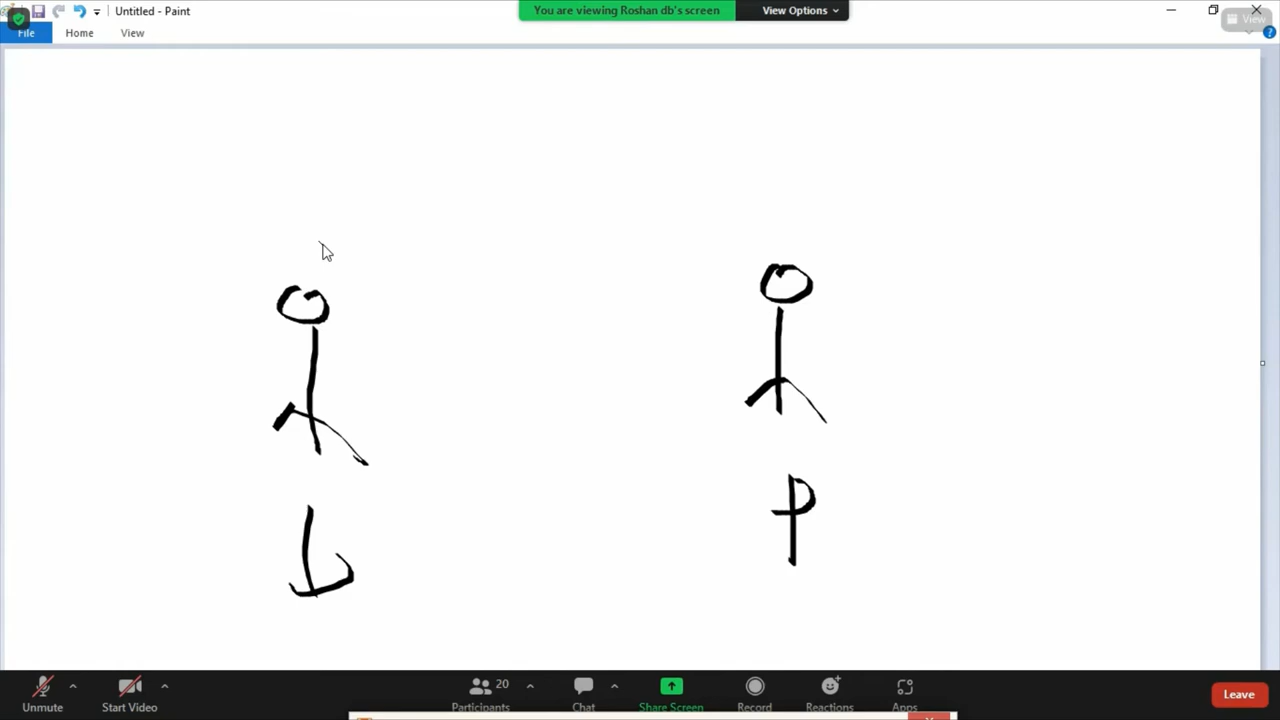 Untitled - Paint
You are viewing Roshan db's screen
View Options
File
Home
View
View
b
P
Unmute
Start Video
20
Participants
Chat
Share Screen
Record
Reactions
Apps
Leave